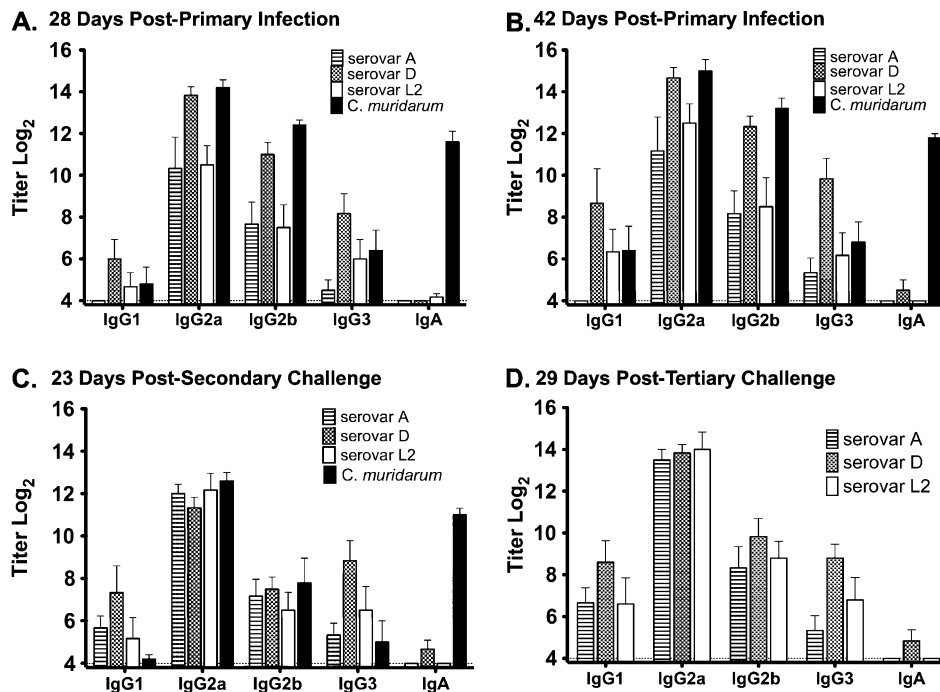 A. 28 Days Post-Primary Infection
16
14
12
10
8
6
4
Titer Log2
serovar A
serovar D
serovar L2
C. muridarum
IgG1 IgG2a IgG2b IgG3 IgA
B. 42 Days Post-Primary Infection
16
14
12
10
8
6
4
Titer Log2
serovar A
serovar D
serovar L2
C. muridarum
IgG1 IgG2a IgG2b IgG3 IgA
C. 23 Days Post-Secondary Challenge
16
14
12
10
8
6
4
Titer Log2
serovar A
serovar D
serovar L2
C. muridarum
IgG1 IgG2a IgG2b IgG3 IgA
D. 29 Days Post-Tertiary Challenge
16
14
12
10
8
6
4
Titer Log2
serovar A
serovar D
serovar L2
IgG1 IgG2a IgG2b IgG3 IgA